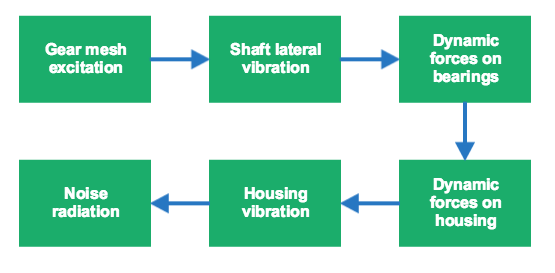 Gear mesh
excitation
Shaft lateral
vibration
Dynamic
forces on
bearings
Dynamic
forces on
housing
Housing
vibration
Noise
radiation